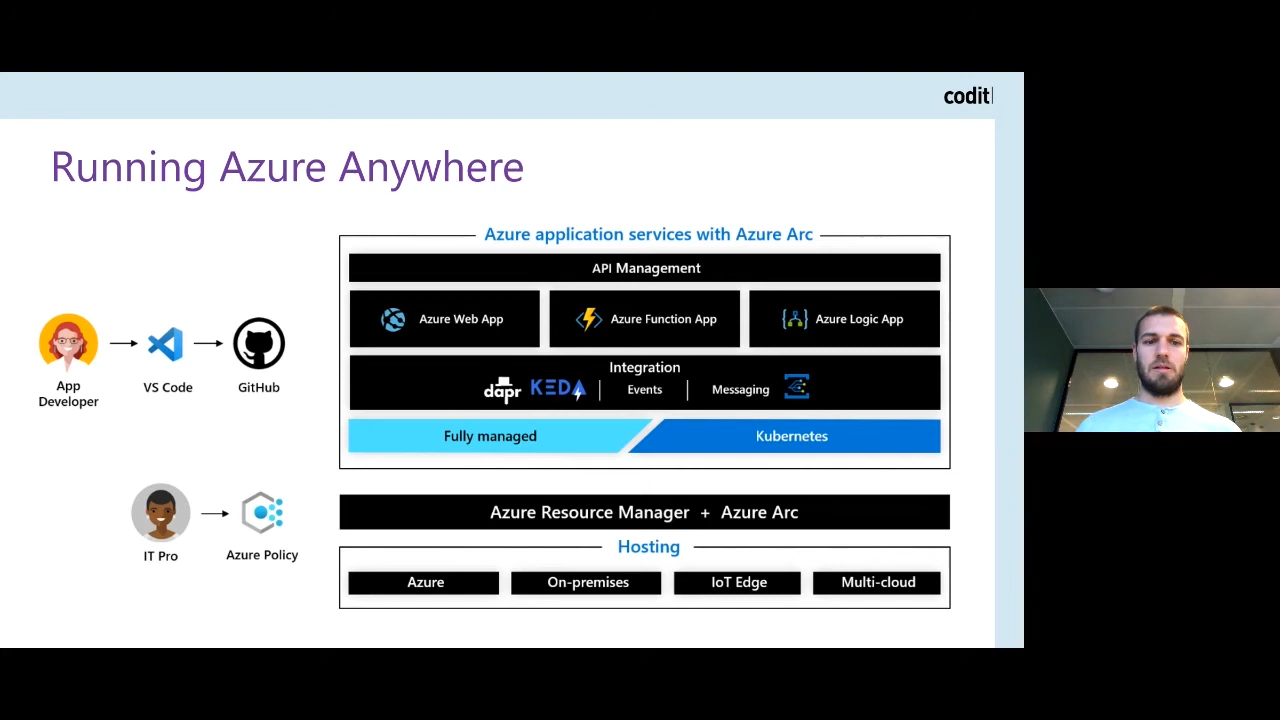 codit
Running Azure Anywhere
Azure application services with Azure Arc
API Management
Azure Web App
Azure Function App
Azure Logic App
Integration
dapr KEDA | Events | Messaging
Fully managed
Kubernetes
App
Developer
VS Code
GitHub
Azure Resource Manager + Azure Arc
IT Pro
Azure Policy
Hosting
Azure
On-premises
IoT Edge
Multi-cloud